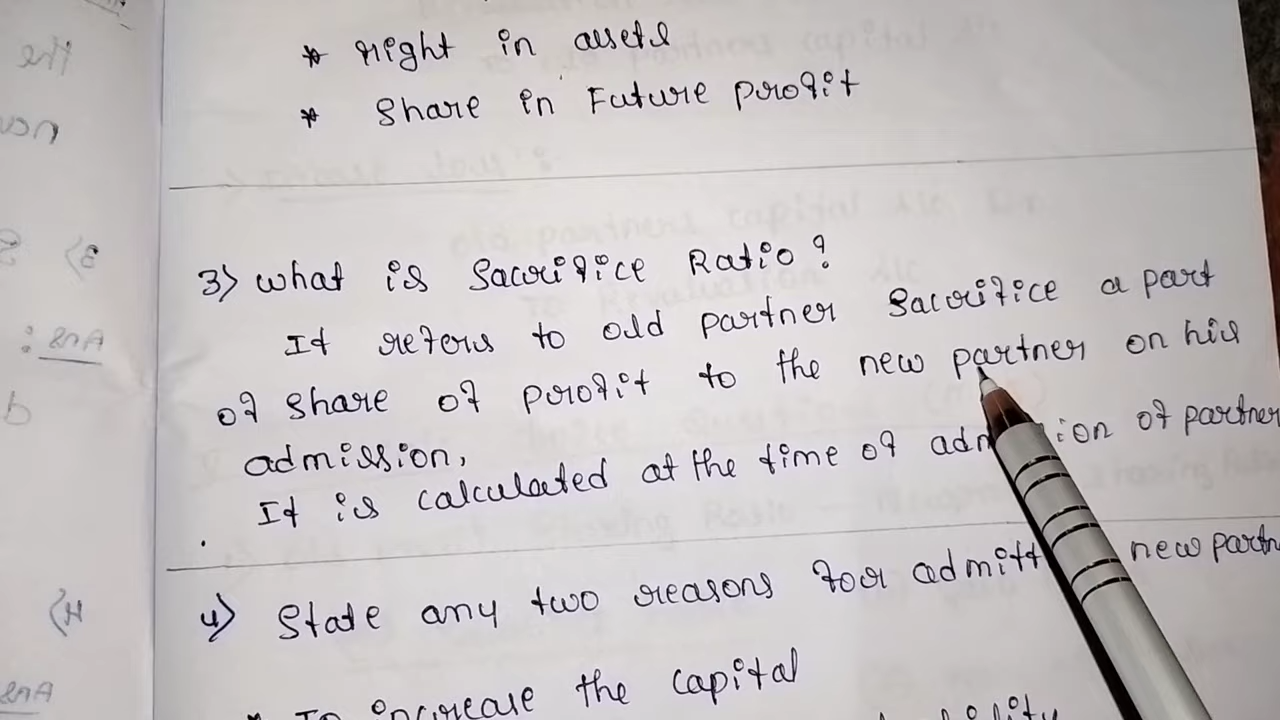 * right in assets
* Share in Future profit
3) What is Sacrifice Ratio?
It refers to old partner Sacrifice a part
of share of profit to the new partner on his
admission,
It is calculated at the time of admission of partner
4) State any two reasons for admitt new partn
* To increase the capital